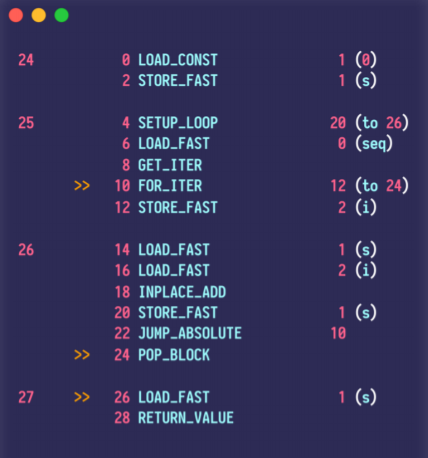 24 0 LOAD_CONST 1 (0)
2 STORE_FAST 1 (s)
25 4 SETUP_LOOP 20 (to 26)
6 LOAD_FAST 0 (seq)
8 GET_ITER
>> 10 FOR_ITER 12 (to 24)
12 STORE_FAST 2 (i)
26 14 LOAD_FAST 1 (s)
16 LOAD_FAST 2 (i)
18 INPLACE_ADD
20 STORE_FAST 1 (s)
22 JUMP_ABSOLUTE 10
>> 24 POP_BLOCK
27 >> 26 LOAD_FAST 1 (s)
28 RETURN_VALUE